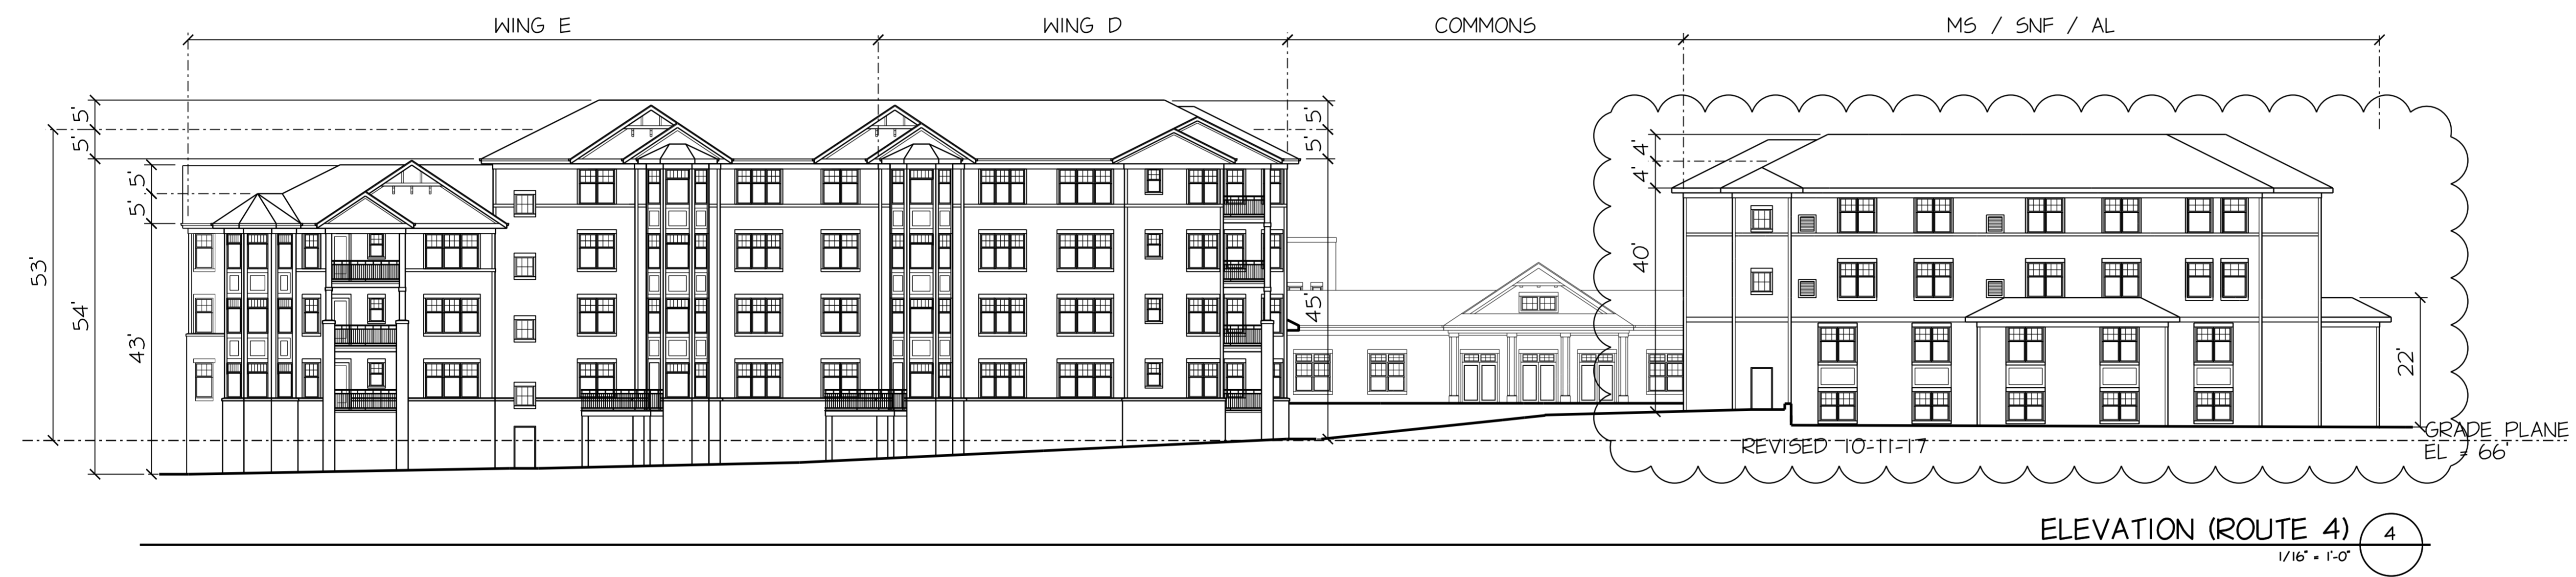 WING E
WING D
COMMONS
MS / SNF / AL
5'
5'
53'
54'
5'
5'
43'
5'
5'
45'
4'
4'
40'
22'
GRADE PLANE
EL = 66'
REVISED 10-11-17
ELEVATION (ROUTE 4)
4
1/16" = 1'-0"